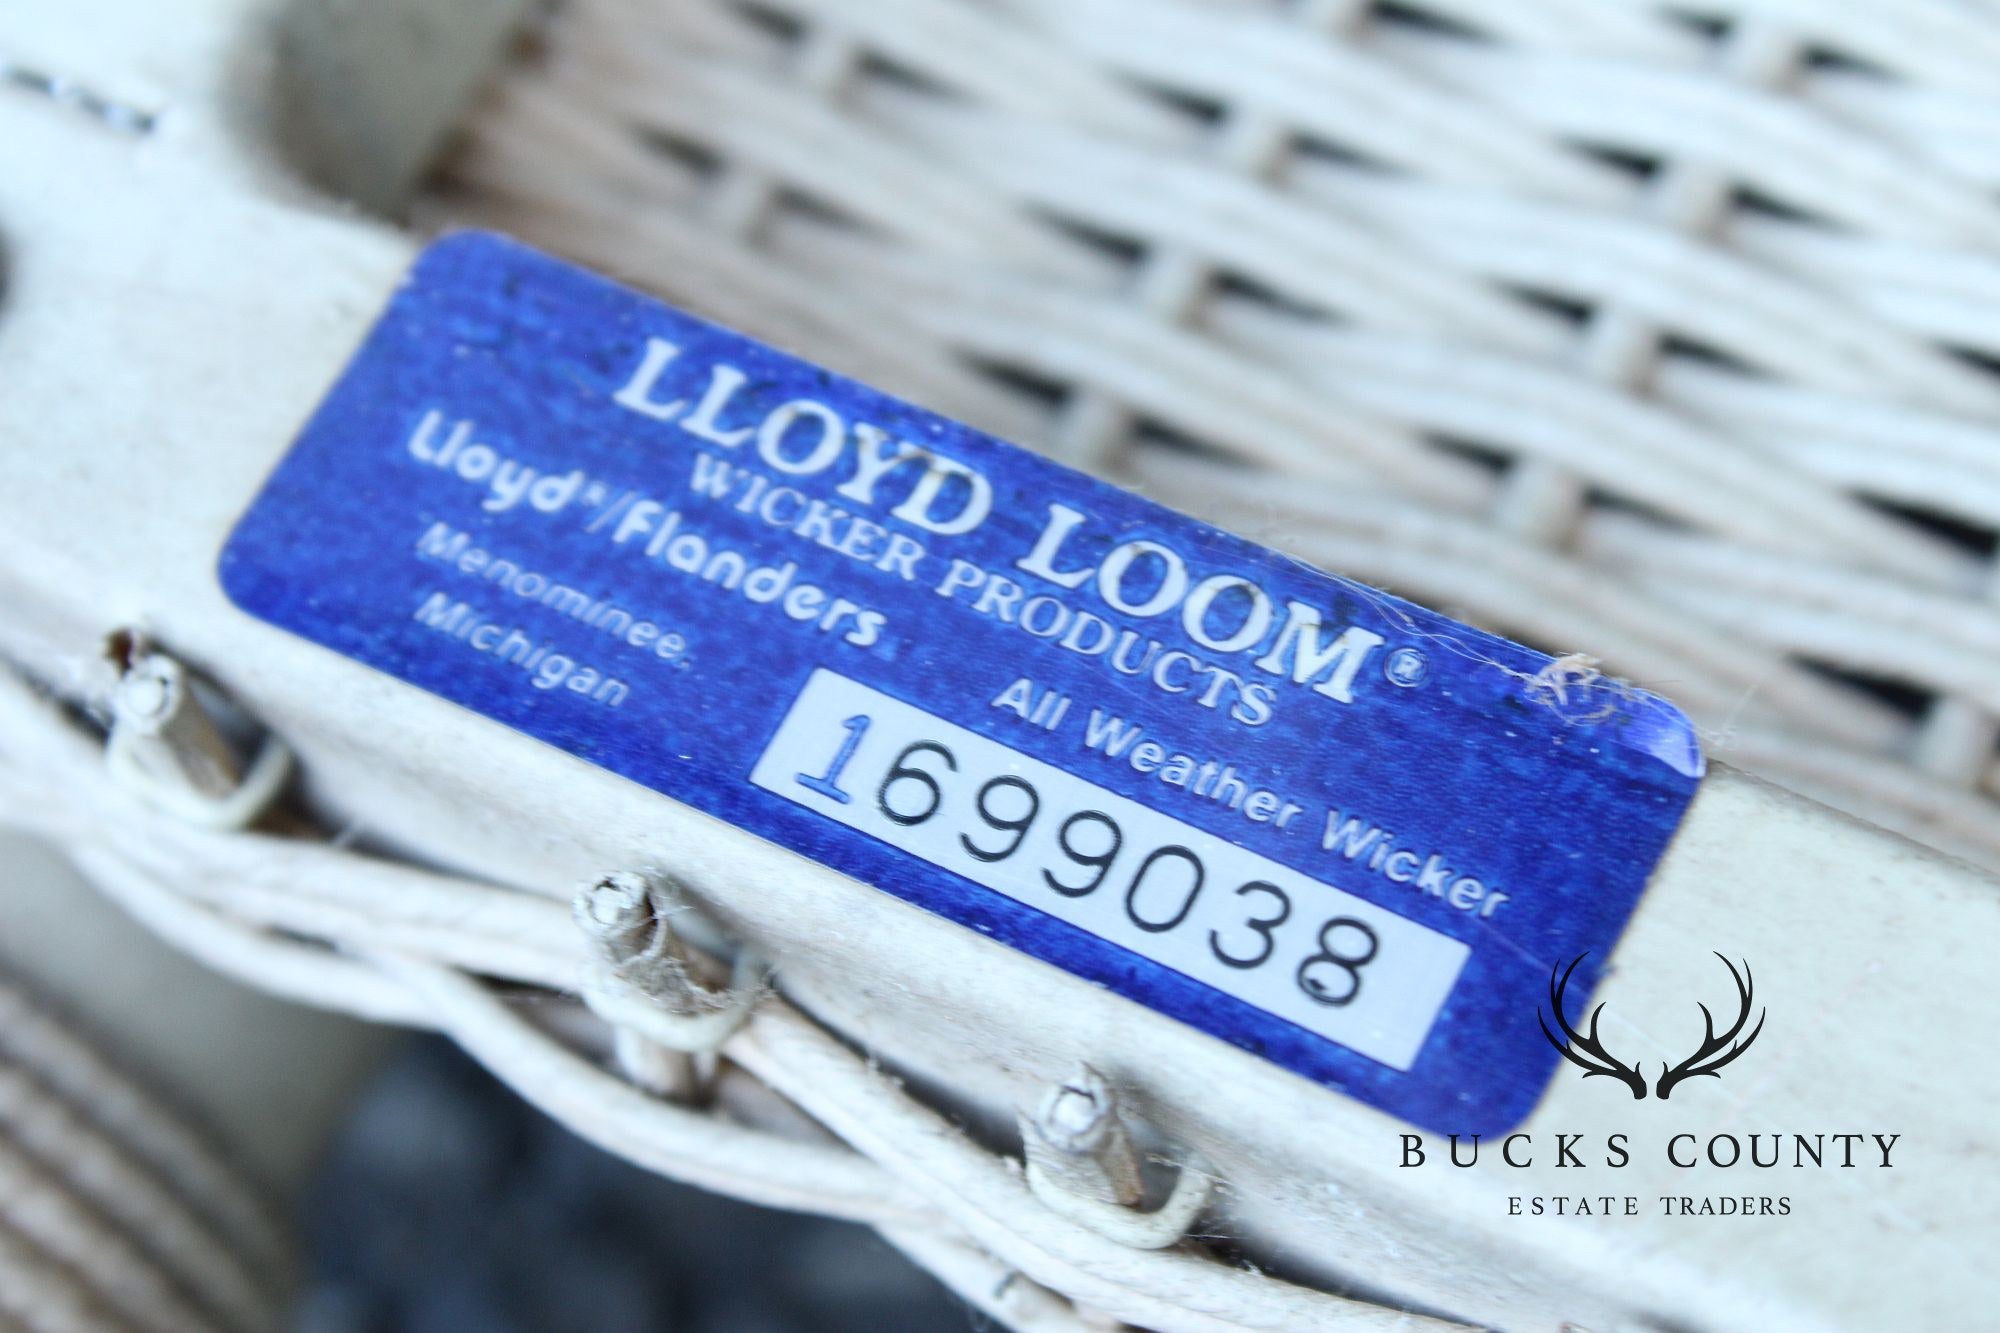 LLOYD LOOM®
WICKER PRODUCTS
Lloyd®/Flanders
Menominee,
Michigan
All Weather Wicker
1699038
BUCKS COUNTY
ESTATE TRADERS